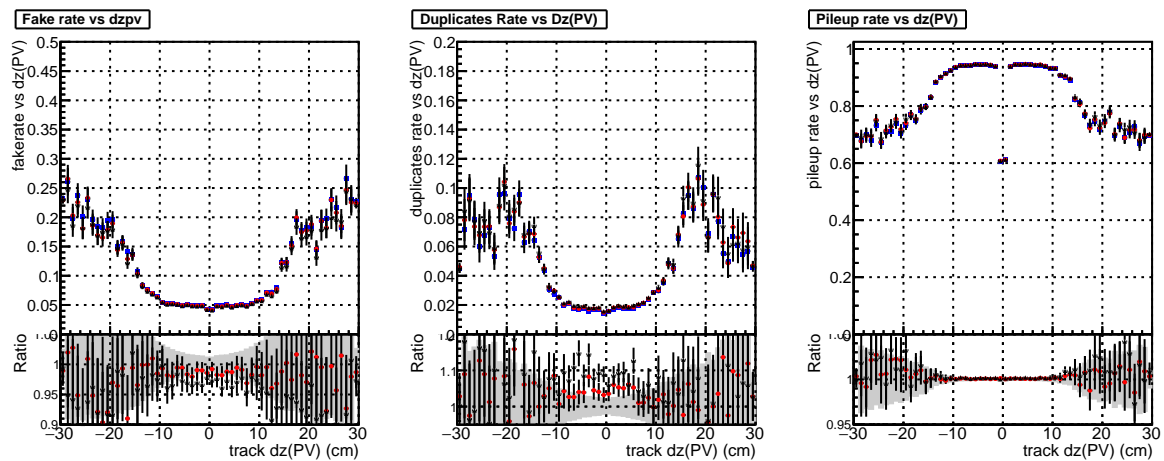 Fake rate vs dzpv
fakerate vs dz(PV)
0.5
0.45
0.4
0.35
0.3
0.25
0.2
0.15
0.1
0.05
0
Ratio
1
0.95
0.9
−30 −20 −10 0 10 20 30
track dz(PV) (cm)
Duplicates Rate vs Dz(PV)
duplicates rate vs dz(PV)
0.2
0.18
0.16
0.14
0.12
0.1
0.08
0.06
0.04
0.02
0
Ratio
1.1
1
−30 −20 −10 0 10 20 30
track dz(PV) (cm)
Pileup rate vs dz(PV)
pileup rate vs dz(PV)
1
0.8
0.6
0.4
0.2
0
Ratio
1
0.95
−30 −20 −10 0 10 20 30
track dz(PV) (cm)